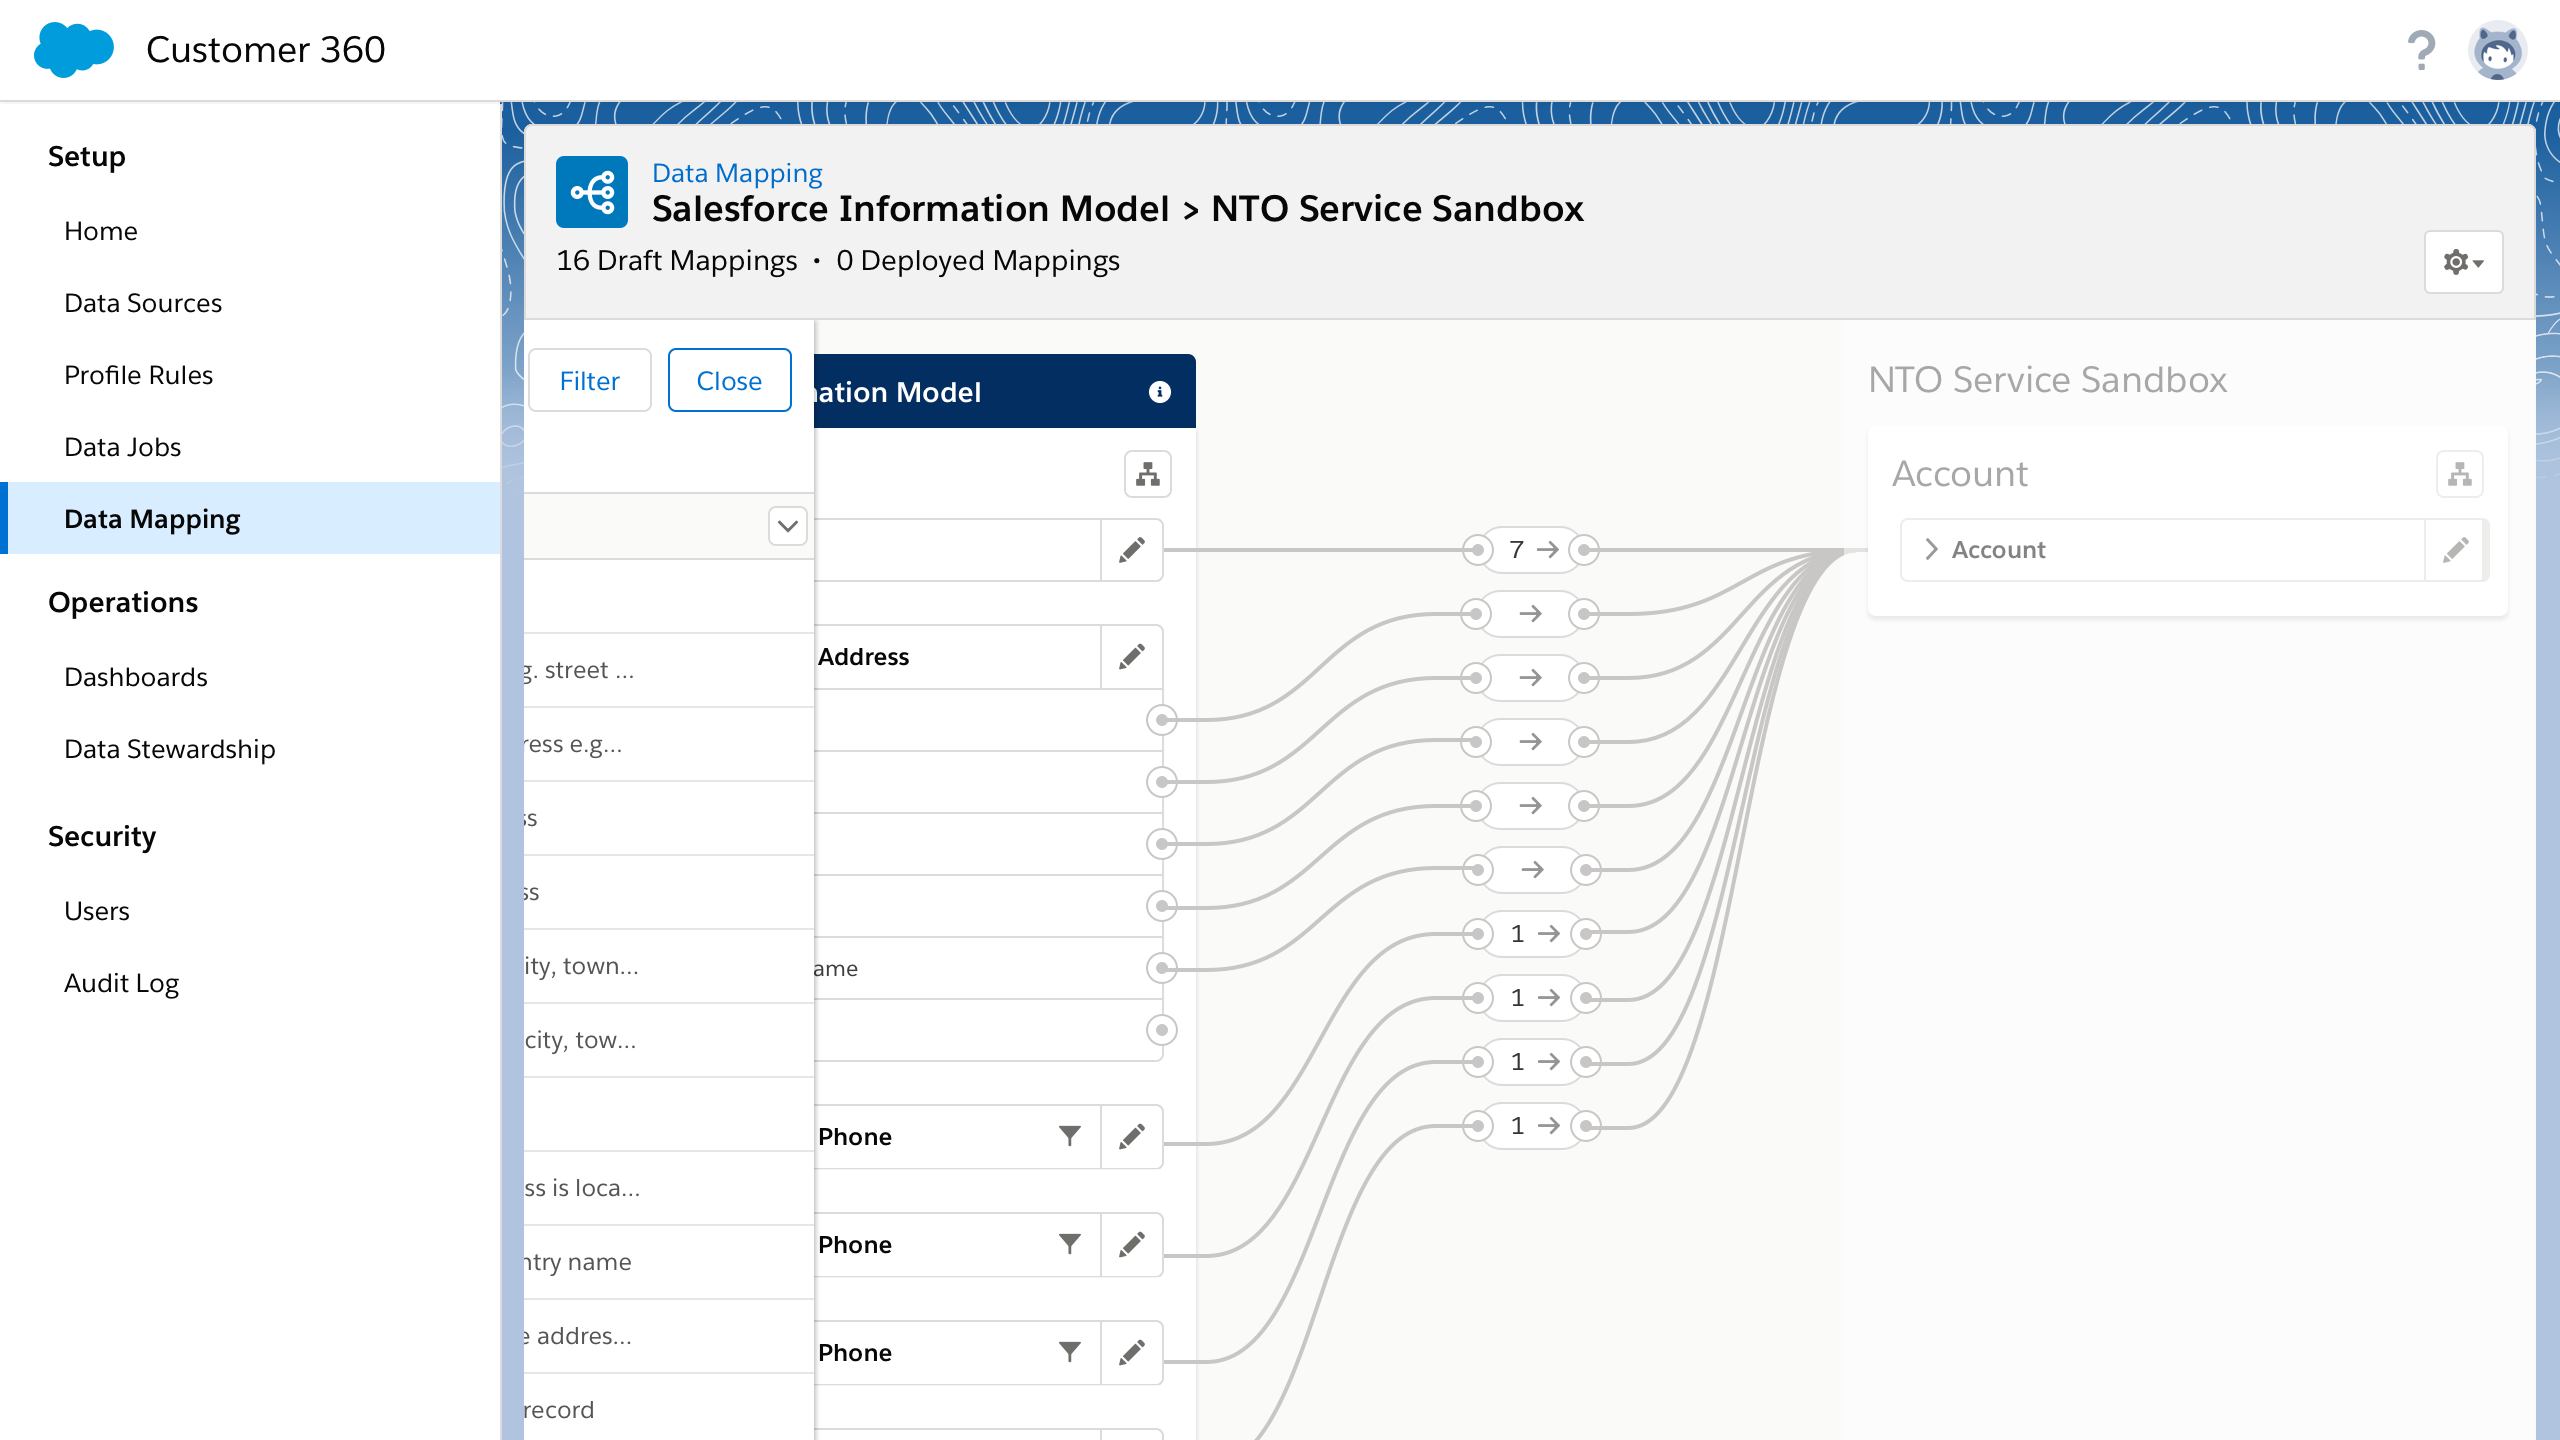 Customer 360
?
Setup
Home
Data Sources
Profile Rules
Data Jobs
Data Mapping
Operations
Dashboards
Data Stewardship
Security
Users
Audit Log
Data Mapping
Salesforce Information Model > NTO Service Sandbox
16 Draft Mappings • 0 Deployed Mappings
Filter
Close
g. street ...
ress e.g...
ss
ss
ity, town...
city, tow...
ss is loca...
ntry name
e addres...
record
ation Model
Address
ame
Phone
Phone
Phone
7 →
→
→
→
→
→
1 →
1 →
1 →
1 →
NTO Service Sandbox
Account
Account